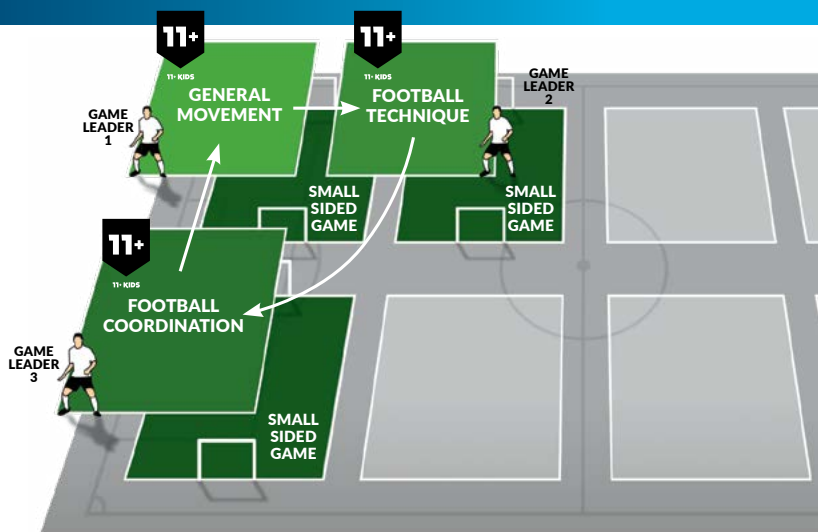 11+
11+ KIDS
GENERAL
MOVEMENT
11+
11+ KIDS
FOOTBALL
TECHNIQUE
GAME
LEADER
1
GAME
LEADER
2
SMALL
SIDED
GAME
SMALL
SIDED
GAME
11+
11+ KIDS
FOOTBALL
COORDINATION
GAME
LEADER
3
SMALL
SIDED
GAME